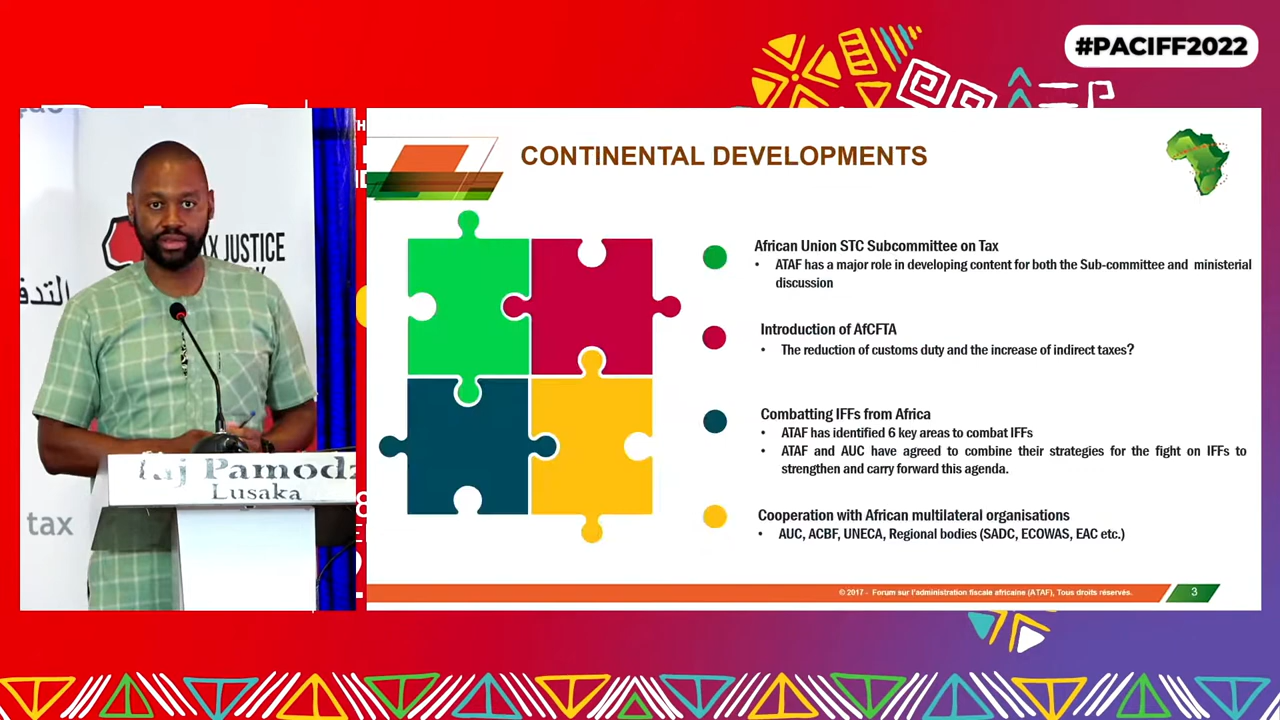 #PACIFF2022
CONTINENTAL DEVELOPMENTS
African Union STC Subcommittee on Tax
• ATAF has a major role in developing content for both the Sub-committee and ministerial
discussion
Introduction of AfCFTA
• The reduction of customs duty and the increase of indirect taxes?
Combatting IFFs from Africa
• ATAF has identified 6 key areas to combat IFFs
• ATAF and AUC have agreed to combine their strategies for the fight on IFFs to
strengthen and carry forward this agenda.
Cooperation with African multilateral organisations
• AUC, ACBF, UNECA, Regional bodies (SADC, ECOWAS, EAC etc.)
© 2017 - Forum sur l'administration fiscale africaine (ATAF), Tous droits réservés.
3
JUSTICE
Taj Pamodz
Lusaka
tax